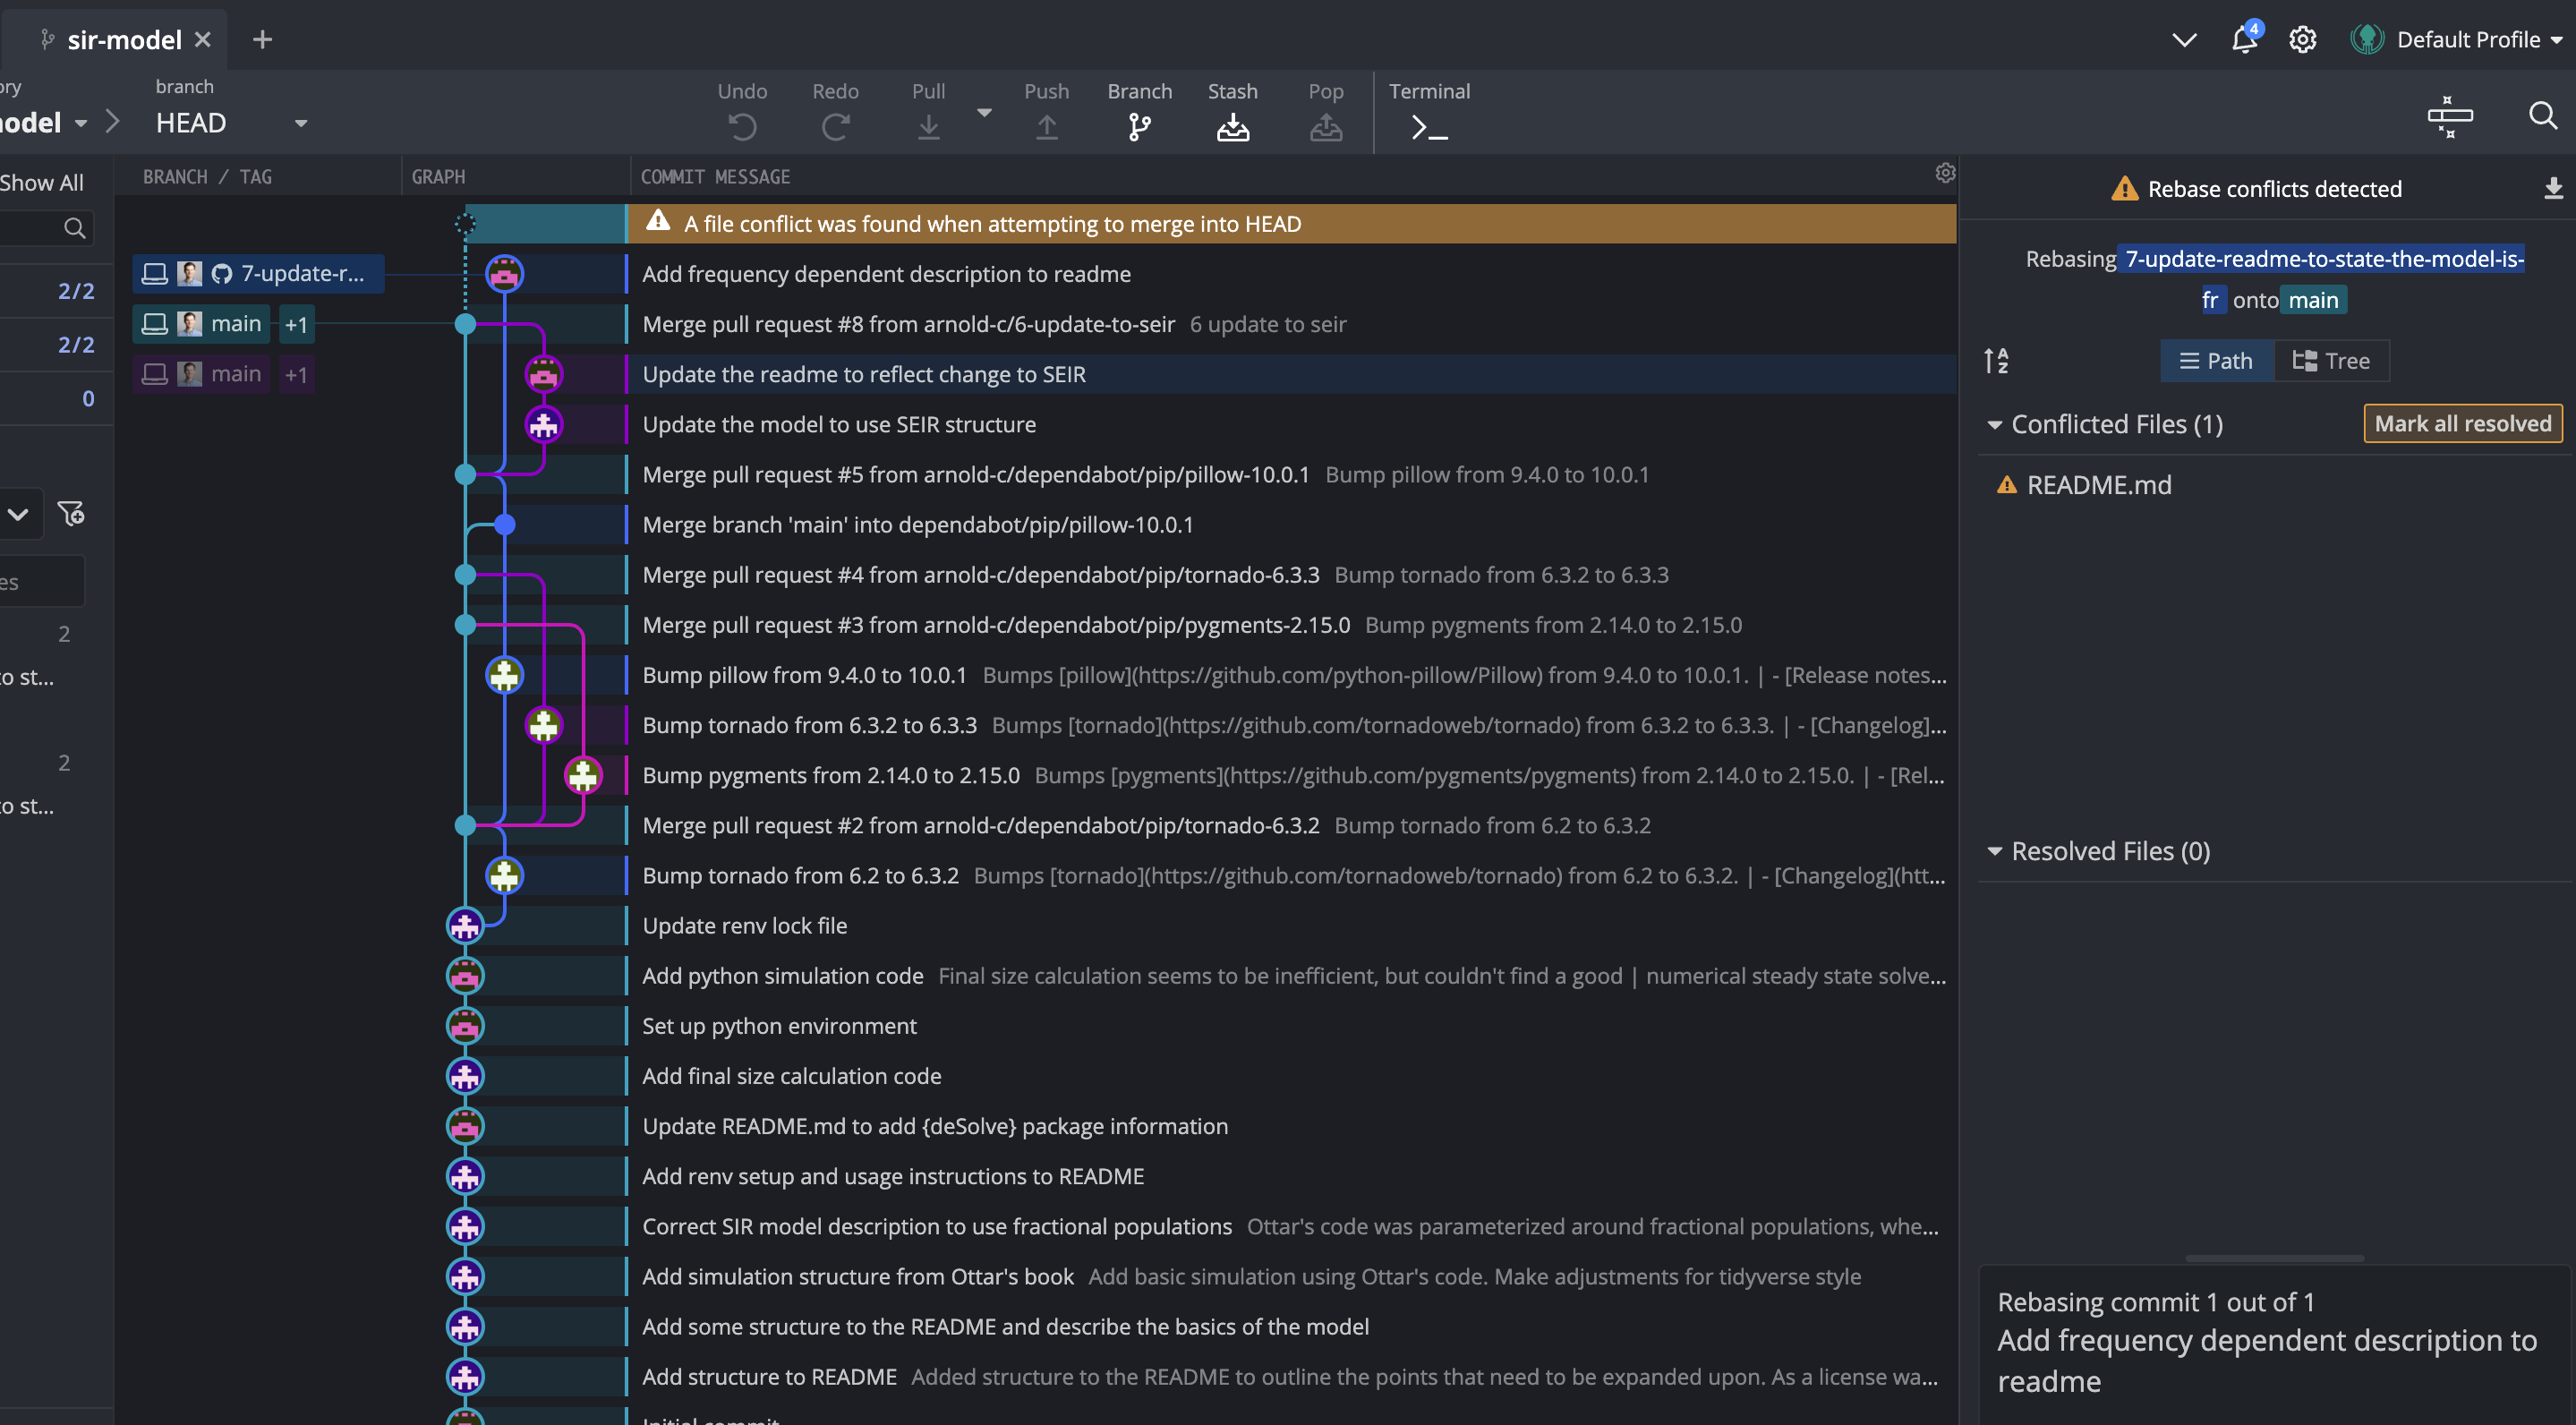 sir-model
4
Default Profile
ory
branch
model
HEAD
Undo
Redo
Pull
Push
Branch
Stash
Pop
Terminal
Show All
BRANCH / TAG
GRAPH
COMMIT MESSAGE
A file conflict was found when attempting to merge into HEAD
7-update-r...
Add frequency dependent description to readme
2/2
main +1
Merge pull request #8 from arnold-c/6-update-to-seir 6 update to seir
2/2
main +1
Update the readme to reflect change to SEIR
0
Update the model to use SEIR structure
Merge pull request #5 from arnold-c/dependabot/pip/pillow-10.0.1 Bump pillow from 9.4.0 to 10.0.1
Merge branch 'main' into dependabot/pip/pillow-10.0.1
es
Merge pull request #4 from arnold-c/dependabot/pip/tornado-6.3.3 Bump tornado from 6.3.2 to 6.3.3
2
Merge pull request #3 from arnold-c/dependabot/pip/pygments-2.15.0 Bump pygments from 2.14.0 to 2.15.0
to st...
Bump pillow from 9.4.0 to 10.0.1 Bumps [pillow](https://github.com/python-pillow/Pillow) from 9.4.0 to 10.0.1. | - [Release notes...
Bump tornado from 6.3.2 to 6.3.3 Bumps [tornado](https://github.com/tornadoweb/tornado) from 6.3.2 to 6.3.3. | - [Changelog]...
2
Bump pygments from 2.14.0 to 2.15.0 Bumps [pygments](https://github.com/pygments/pygments) from 2.14.0 to 2.15.0. | - [Rel...
to st...
Merge pull request #2 from arnold-c/dependabot/pip/tornado-6.3.2 Bump tornado from 6.2 to 6.3.2
Bump tornado from 6.2 to 6.3.2 Bumps [tornado](https://github.com/tornadoweb/tornado) from 6.2 to 6.3.2. | - [Changelog](htt...
Update renv lock file
Add python simulation code Final size calculation seems to be inefficient, but couldn't find a good | numerical steady state solve...
Set up python environment
Add final size calculation code
Update README.md to add {deSolve} package information
Add renv setup and usage instructions to README
Correct SIR model description to use fractional populations Ottar's code was parameterized around fractional populations, whe...
Add simulation structure from Ottar's book Add basic simulation using Ottar's code. Make adjustments for tidyverse style
Add some structure to the README and describe the basics of the model
Add structure to README Added structure to the README to outline the points that need to be expanded upon. As a license wa...
Initial commit
Rebase conflicts detected
Rebasing 7-update-readme-to-state-the-model-is-
fr onto main
A
Z
Path
Tree
Conflicted Files (1)
Mark all resolved
README.md
Resolved Files (0)
Rebasing commit 1 out of 1
Add frequency dependent description to
readme